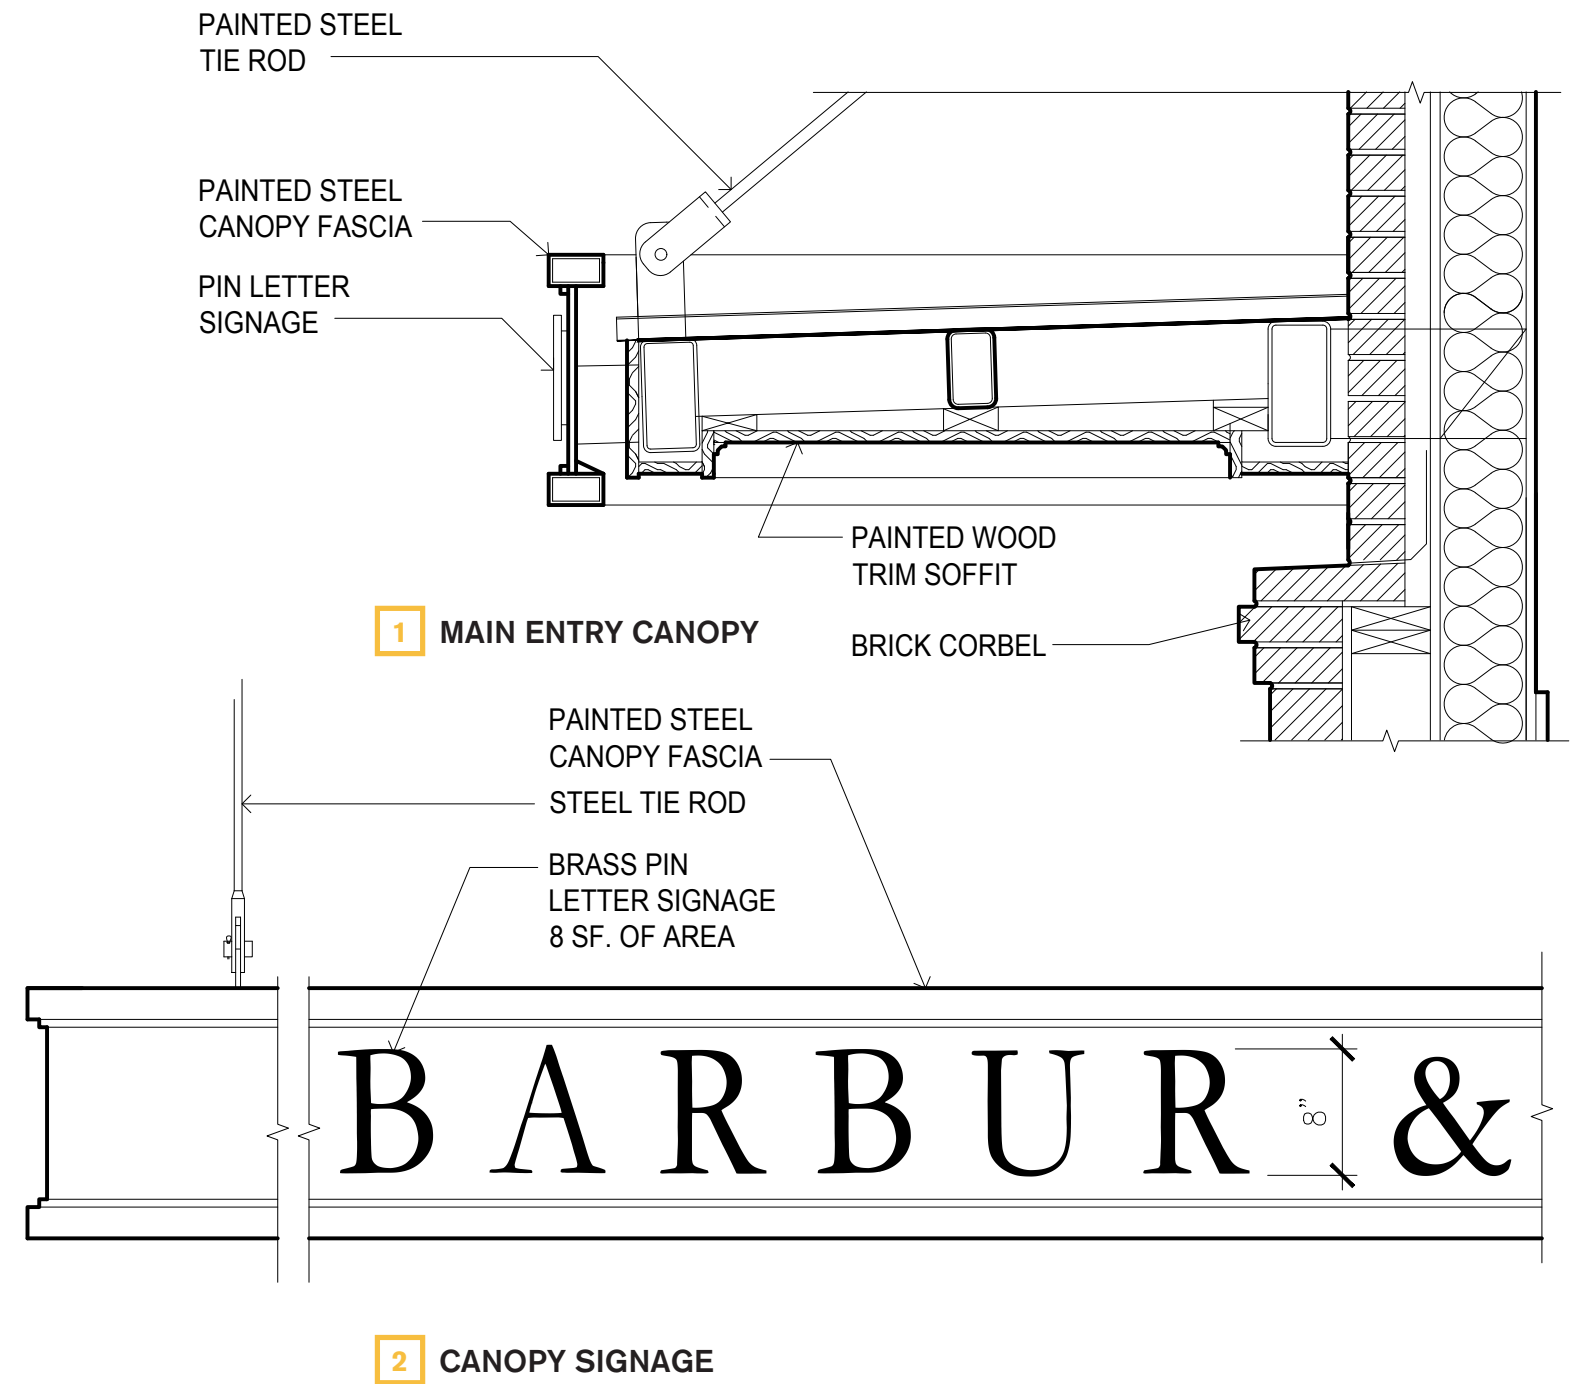 PAINTED STEEL
TIE ROD
PAINTED STEEL
CANOPY FASCIA
PIN LETTER
SIGNAGE
PAINTED WOOD
TRIM SOFFIT
BRICK CORBEL
1 MAIN ENTRY CANOPY
PAINTED STEEL
CANOPY FASCIA
STEEL TIE ROD
BRASS PIN
LETTER SIGNAGE
8 SF. OF AREA
BARBUR &
8"
2 CANOPY SIGNAGE